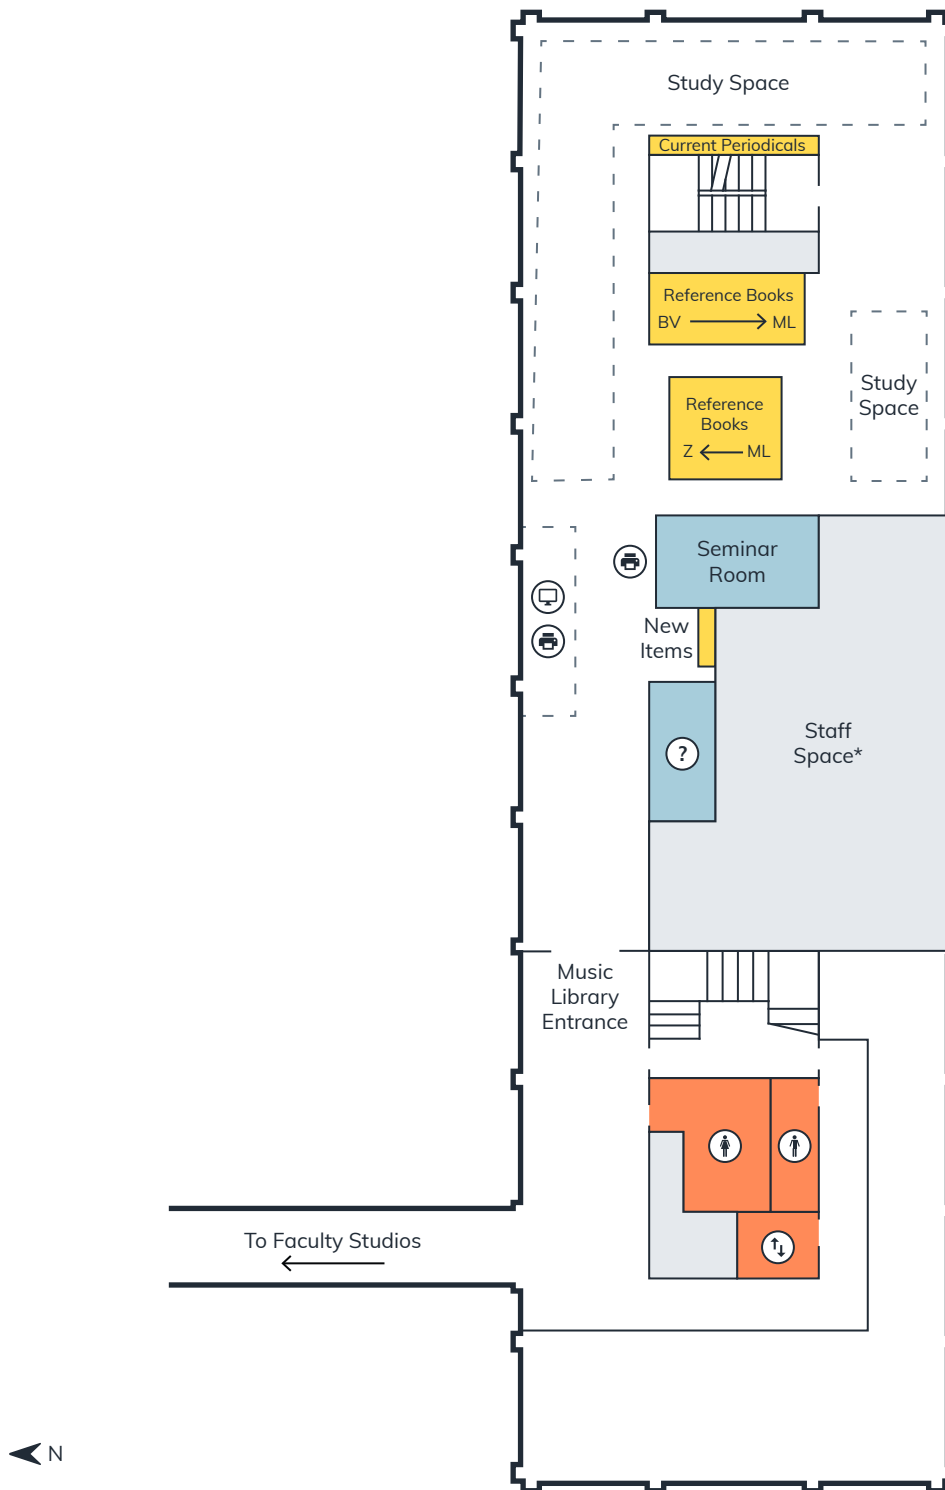 Study Space
Current Periodicals
Reference Books
BV ML
Study
Space
Reference
Books
Z ML
Seminar
Room
New
Items
?
Staff
Space*
Music
Library
Entrance
To Faculty Studios
N